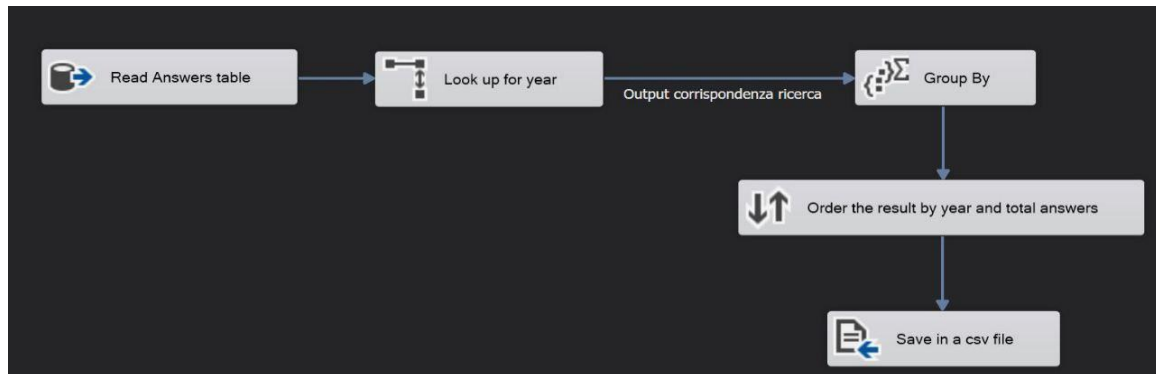 Read Answers table
Look up for year
Output corrispondenza ricerca
Group By
Order the result by year and total answers
Save in a csv file